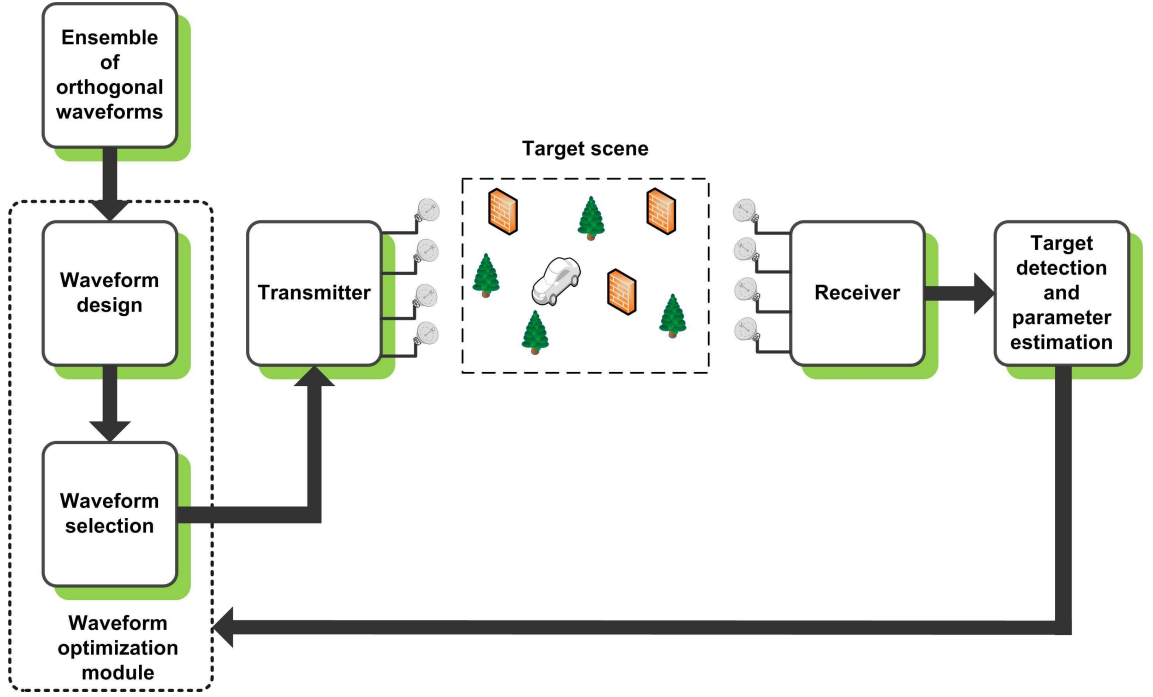 Ensemble
of
orthogonal
waveforms
Waveform
design
Waveform
selection
Waveform
optimization
module
Transmitter
Target scene
Receiver
Target
detection
and
parameter
estimation